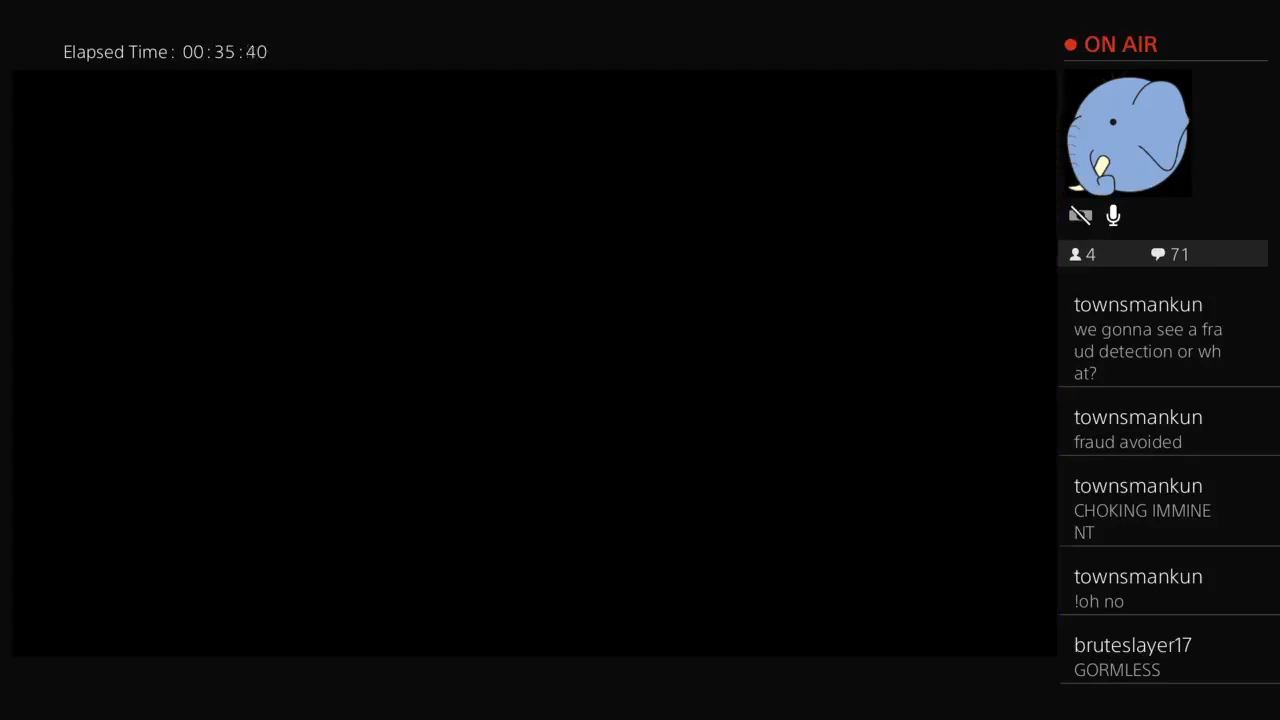 Elapsed Time: 00:35:40
ON AIR
4 71
townsmankun
we gonna see a fra
ud detection or wh
at?
townsmankun
fraud avoided
townsmankun
CHOKING IMMINE
NT
townsmankun
!oh no
bruteslayer17
GORMLESS